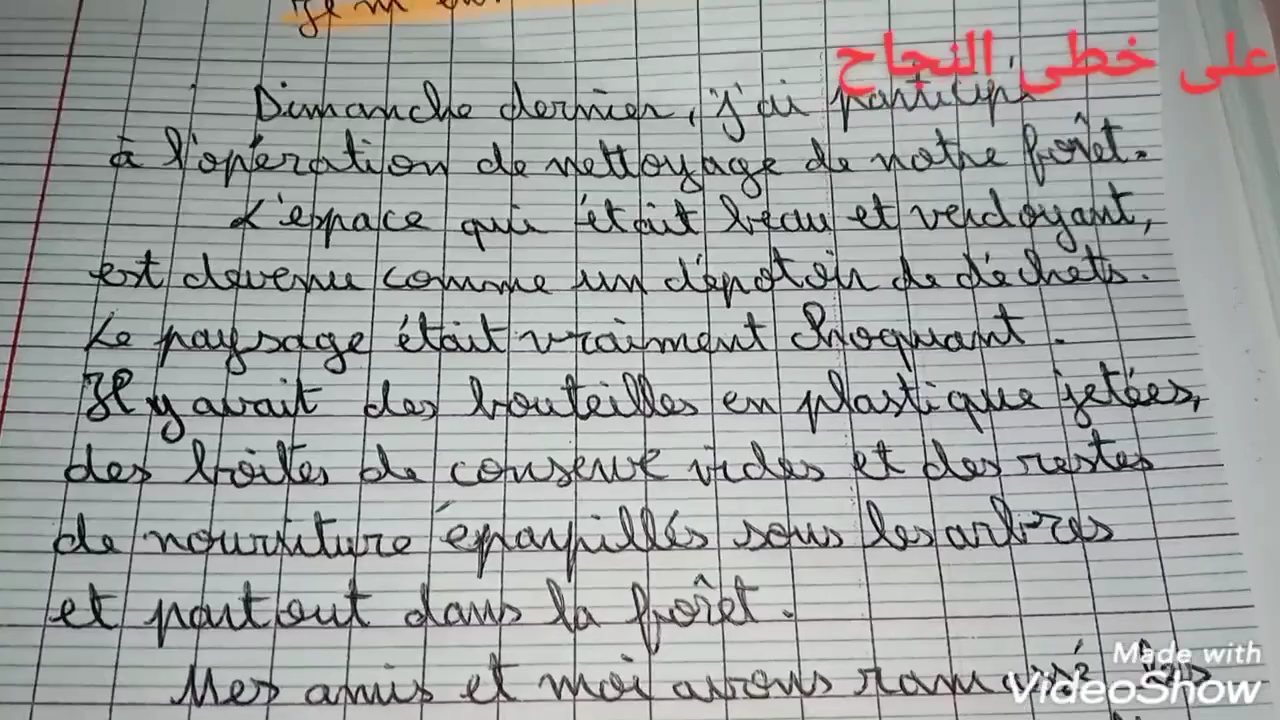 على خطى النجاح
Dimanche dernier, j'ai participé
à l'opération de nettoyage de notre forêt.
L'espace qui était beau et verdoyant,
est devenu comme un dépotoir de déchets.
Le paysage était vraiment choquant.
Il y avait des bouteilles en plastique jetées,
des boîtes de conserve vides et des restes
de nourriture éparpillés sous les arbres
et partout dans la forêt.
Mes amis et moi avons ramassé les
Made with
VideoShow